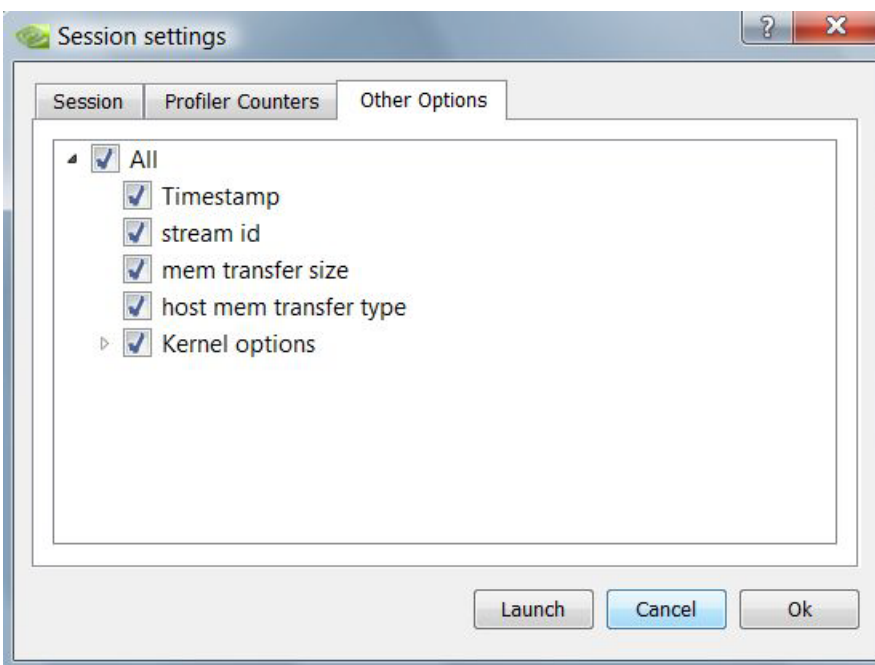 Session settings
Session Profiler Counters Other Options
All
Timestamp
stream id
mem transfer size
host mem transfer type
Kernel options
Launch Cancel Ok